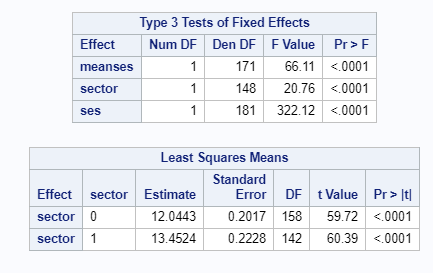 Type 3 Tests of Fixed Effects
Effect Num DF Den DF F Value Pr > F
meanses 1 171 66.11 <.0001
sector 1 148 20.76 <.0001
ses 1 181 322.12 <.0001
Least Squares Means
Effect sector Estimate Standard Error DF t Value Pr > |t|
sector 0 12.0443 0.2017 158 59.72 <.0001
sector 1 13.4524 0.2228 142 60.39 <.0001